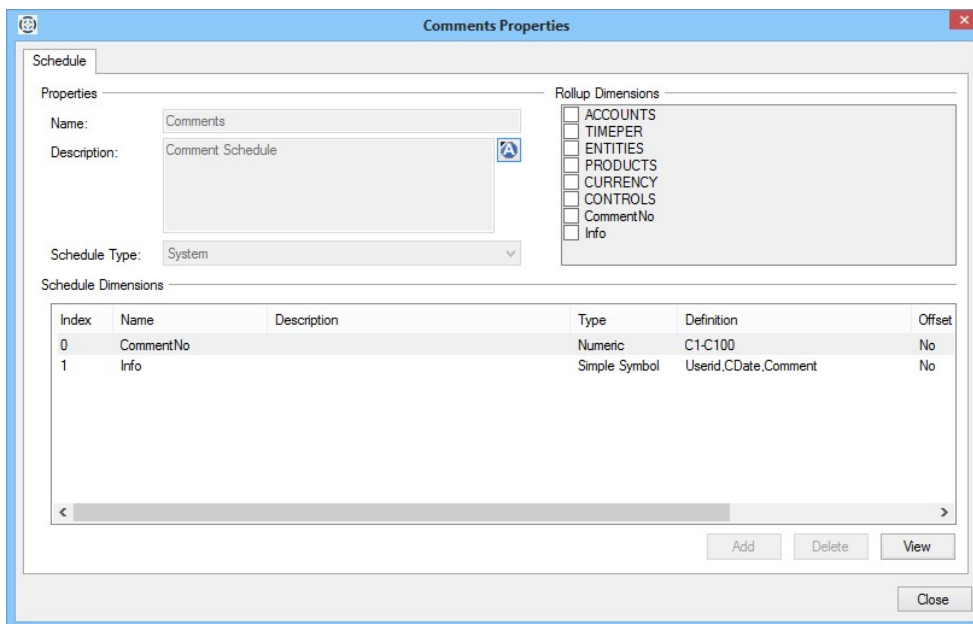 Comments Properties
Schedule
Properties
Name: Comments
Description: Comment Schedule
Schedule Type: System
Rollup Dimensions
ACCOUNTS
TIMEPER
ENTITIES
PRODUCTS
CURRENCY
CONTROLS
CommentNo
Info
Schedule Dimensions
Index Name Description Type Definition Offset
0 CommentNo Numeric C1-C100 No
1 Info Simple Symbol Userid,CDate,Comment No
Add Delete View
Close